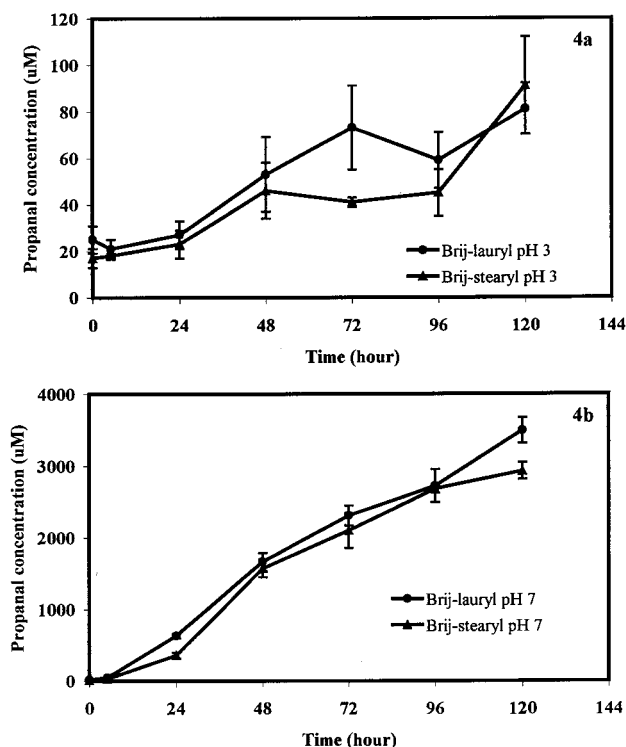 4a
Propanal concentration (uM)
120
100
80
60
40
20
0
Brij-lauryl pH 3
Brij-stearyl pH 3
0 24 48 72 96 120 144
Time (hour)
4b
Propanal concentration (uM)
4000
3000
2000
1000
0
Brij-lauryl pH 7
Brij-stearyl pH 7
0 24 48 72 96 120 144
Time (hour)